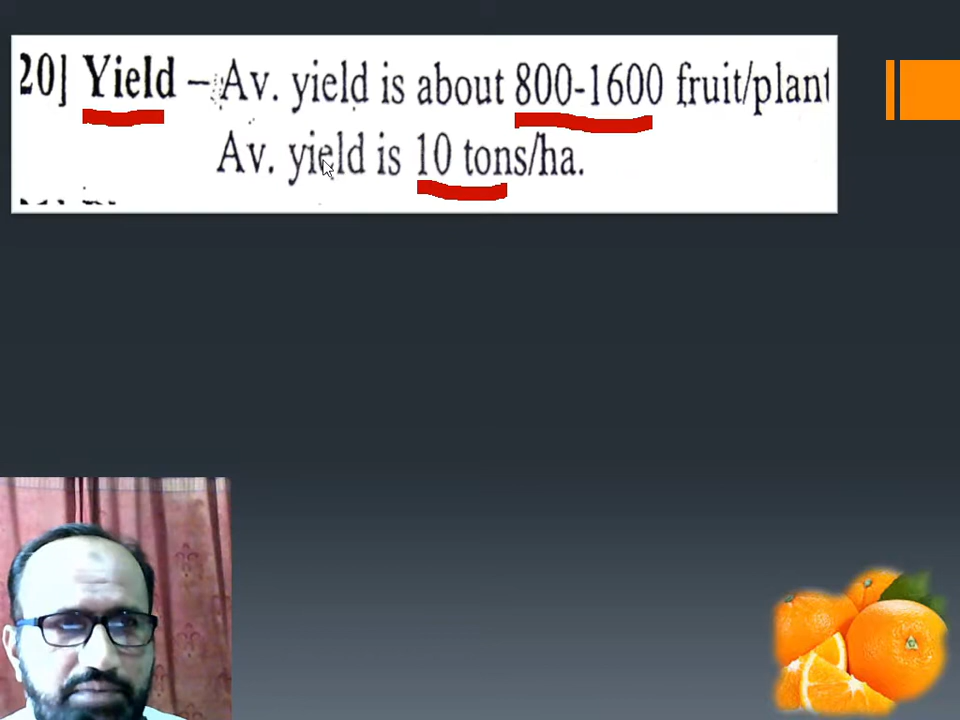 20] Yield – Av. yield is about 800-1600 fruit/plant
Av. yield is 10 tons/ha.